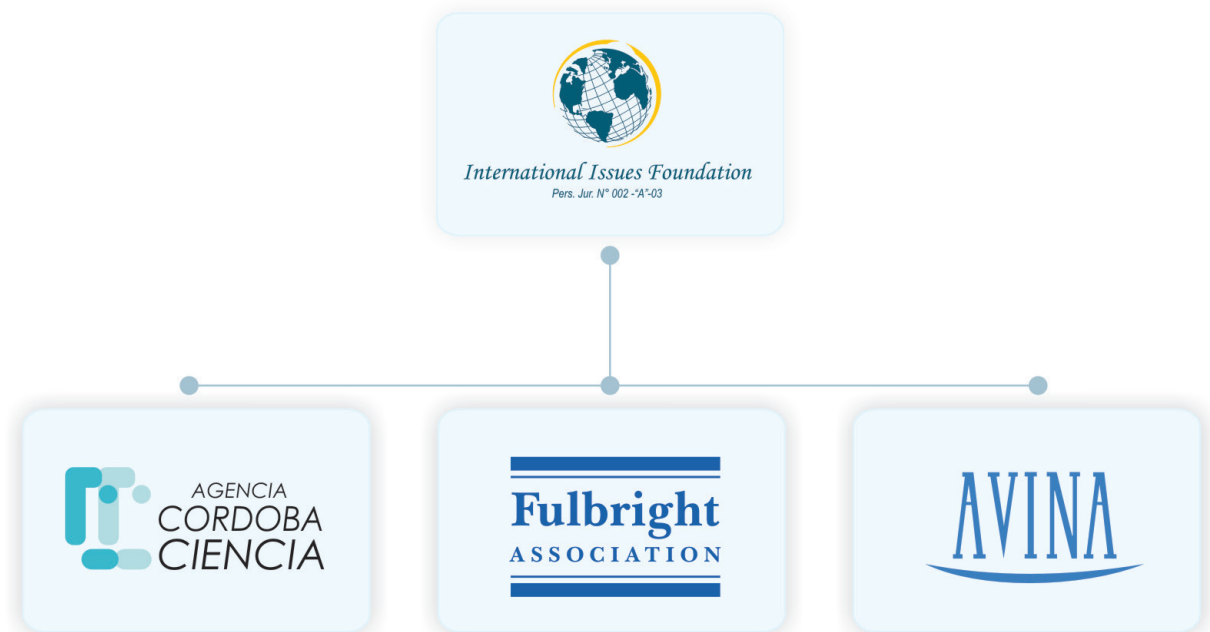 International Issues Foundation
Pers. Jur. N° 002 -“A”-03
AGENCIA
CORDOBA
CIENCIA
Fulbright
ASSOCIATION
AVINA